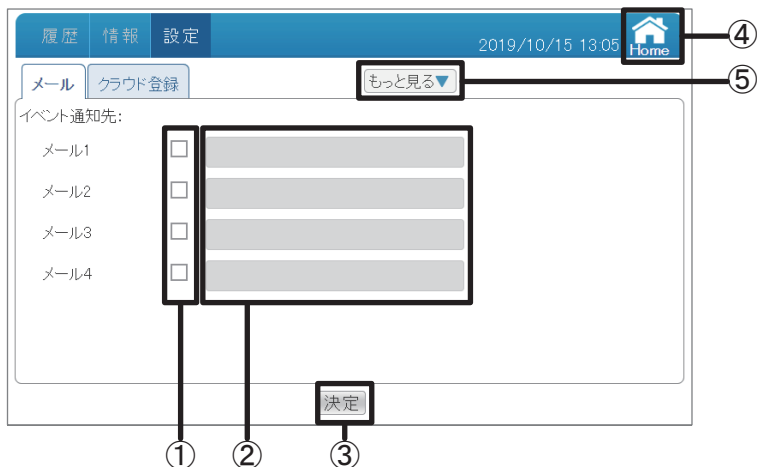 履歴 情報 設定
2019/10/15 13:05 Home ④
メール クラウド登録 もっと見る▼ ⑤
イベント通知先:
メール1
メール2
メール3
メール4
決定
① ② ③